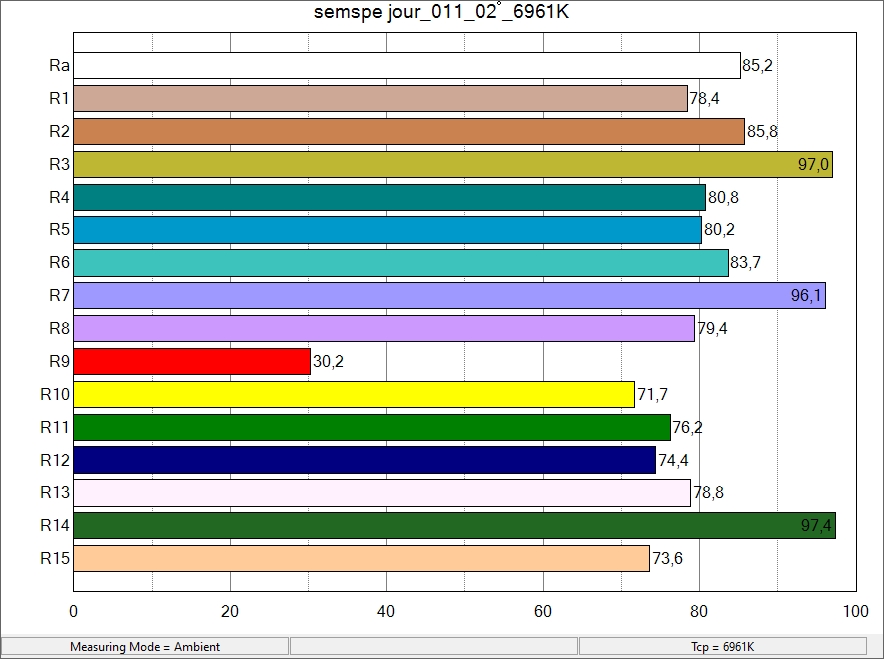 semspe jour_011_02°_6961K
Ra 85,2
R1 78,4
R2 85,8
R3 97,0
R4 80,8
R5 80,2
R6 83,7
R7 96,1
R8 79,4
R9 30,2
R10 71,7
R11 76,2
R12 74,4
R13 78,8
R14 97,4
R15 73,6
0 20 40 60 80 100
Measuring Mode = Ambient Tcp = 6961K